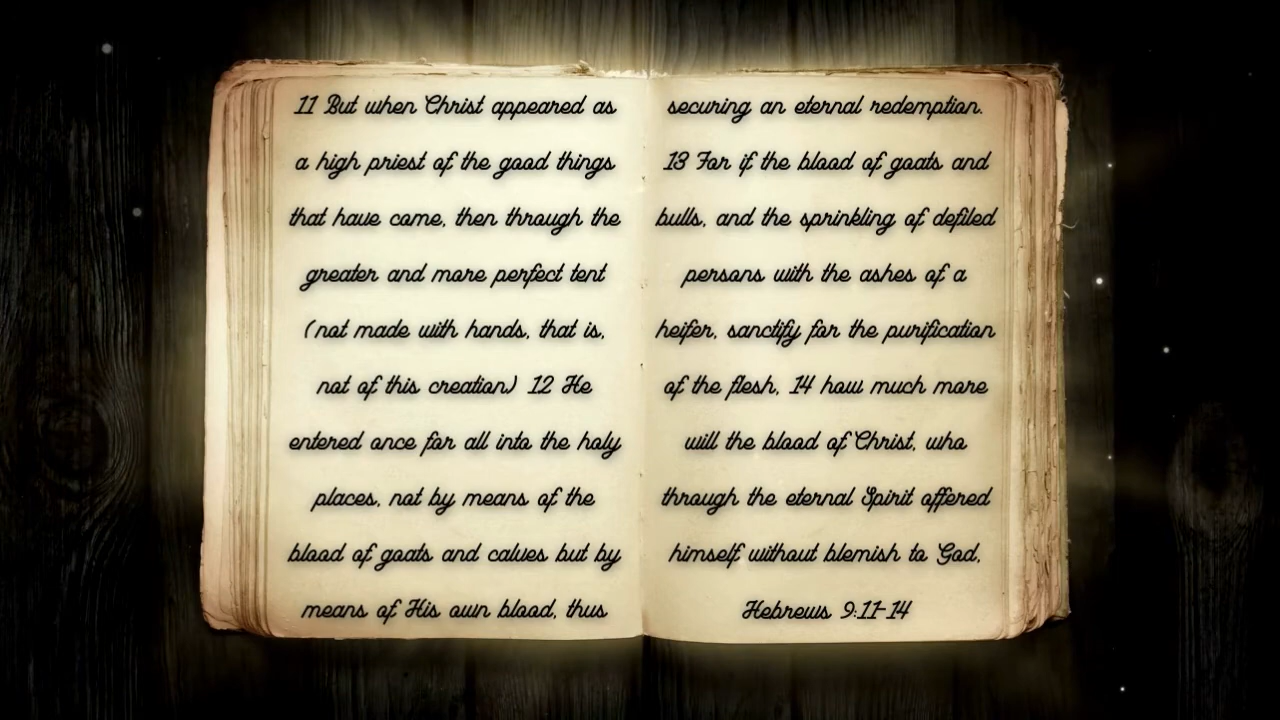 11 But when Christ appeared as
a high priest of the good things
that have come, then through the
greater and more perfect tent
(not made with hands, that is,
not of this creation) 12 He
entered once for all into the holy
places, not by means of the
blood of goats and calves but by
means of His own blood, thus
securing an eternal redemption.
13 For if the blood of goats and
bulls, and the sprinkling of defiled
persons with the ashes of a
heifer, sanctify for the purification
of the flesh, 14 how much more
will the blood of Christ, who
through the eternal Spirit offered
himself without blemish to God,
Hebrews 9:11-14